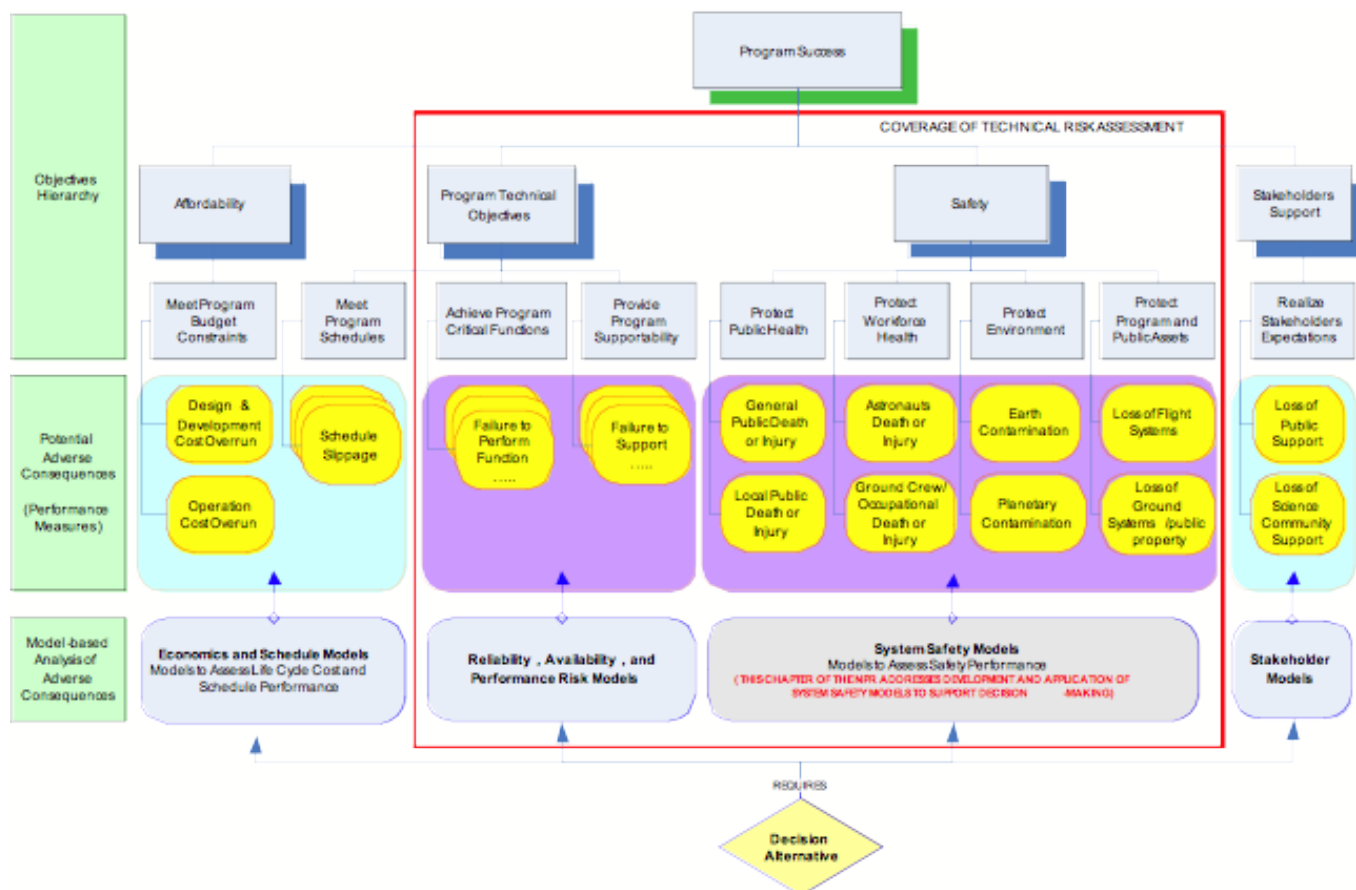 Program Success
COVERAGE OF TECHNICAL RISK ASSESSMENT
Objectives
Hierarchy
Affordability
Program Technical
Objectives
Safety
Stakeholders
Support
Meet Program
Budget
Constraints
Meet
Program
Schedules
Achieve Program
Critical Functions
Provide
Program
Supportability
Protect
Public Health
Protect
Workforce
Health
Protect
Environment
Protect
Program and
Public Assets
Realize
Stakeholders
Expectations
Potential
Adverse
Consequences
(Performance
Measures)
Design &
Development
Cost Overrun
Operation
Cost Overun
Schedule
Slippage
Failure to
Perform
Function
.....
Failure to
Support
.....
General
Public Death
or Injury
Local Public
Death or
Injury
Astronauts
Death or
Injury
Ground Crew/
Occupational
Death or
Injury
Earth
Contamination
Planetary
Contamination
Loss of Flight
Systems
Loss of
Ground
Systems /public
property
Loss of
Public
Support
Loss of
Science
Community
Support
Model-based
Analysis of
Adverse
Consequences
Economics and Schedule Models
Models to Assess Life Cycle Cost and
Schedule Performance
Reliability , Availability , and
Performance Risk Models
System Safety Models
Models to Assess Safety Performance
( THIS CHAPTER OF THE NPR ADDRESSES DEVELOPMENT AND APPLICATION OF
SYSTEM SAFETY MODELS TO SUPPORT DECISION -MAKING)
Stakeholder
Models
REQUIRES
Decision
Alternative